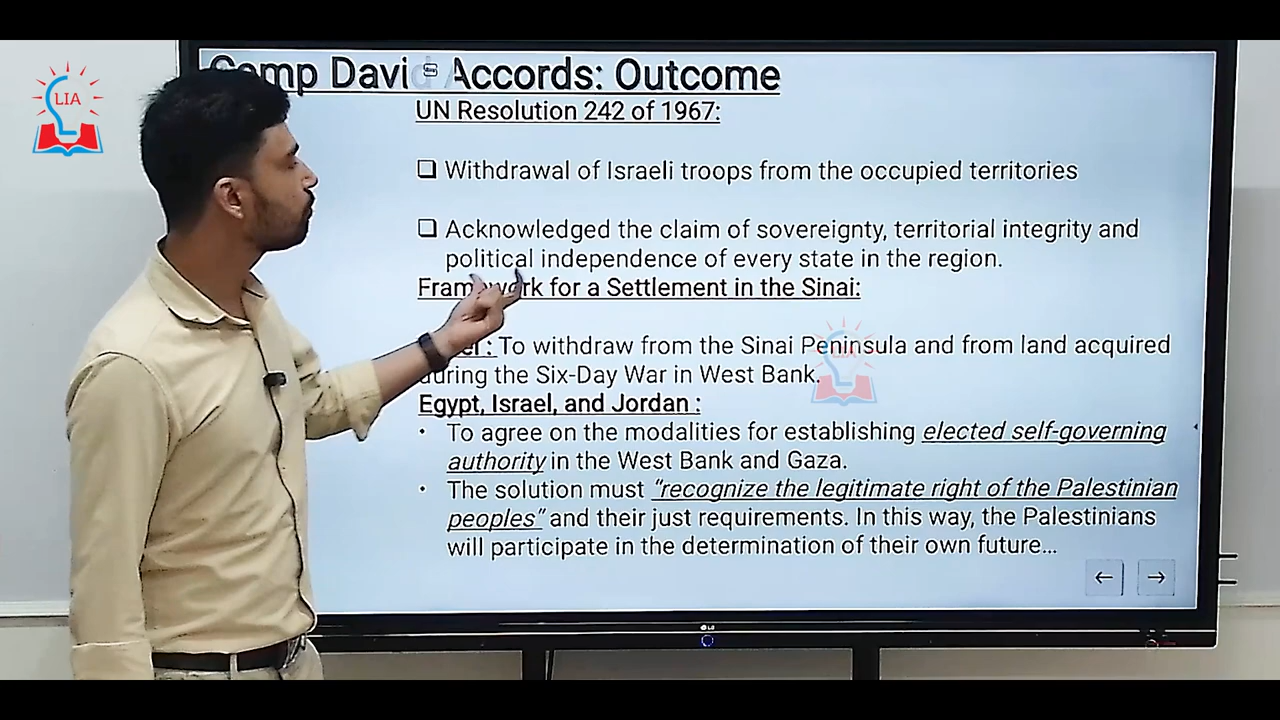 LIA
Camp David Accords: Outcome
UN Resolution 242 of 1967:
Withdrawal of Israeli troops from the occupied territories
Acknowledged the claim of sovereignty, territorial integrity and
political independence of every state in the region.
Framework for a Settlement in the Sinai:
To withdraw from the Sinai Peninsula and from land acquired
during the Six-Day War in West Bank.
LIA
Egypt, Israel, and Jordan :
• To agree on the modalities for establishing elected self-governing
authority in the West Bank and Gaza.
• The solution must “recognize the legitimate right of the Palestinian
peoples” and their just requirements. In this way, the Palestinians
will participate in the determination of their own future...
LG